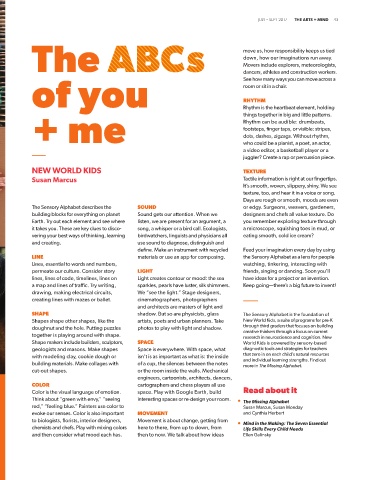 JULY – SEPT 2017 THE ARTS + MIND 93
The ABCs
of you
+ me
NEW WORLD KIDS
Susan Marcus
The Sensory Alphabet describes the
building blocks for everything on planet
Earth. Try out each element and see where
it takes you. There are key clues to disco-
vering your best ways of thinking, learning
and creating.
LINE
Lines, essential to words and numbers,
permeate our culture. Consider story
lines, lines of code, timelines, lines on
a map and lines of traffic. Try writing,
drawing, making electrical circuits,
creating lines with mazes or ballet.
SHAPE
Shapes shape other shapes, like the
doughnut and the hole. Putting puzzles
together is playing around with shape.
Shape makers include builders, sculptors,
geologists and masons. Make shapes
with modeling clay, cookie dough or
building materials. Make collages with
cut-out shapes.
COLOR
Color is the visual language of emotion.
Think about "green with envy," "seeing
red," "feeling blue." Painters use color to
evoke our senses. Color is also important
to biologists, florists, interior designers,
chemists and chefs. Play with mixing colors
and then consider what mood each has.
SOUND
Sound gets our attention. When we
listen, we are present for an argument, a
song, a whisper or a bird call. Ecologists,
birdwatchers, linguists and physicians all
use sound to diagnose, distinguish and
define. Make an instrument with recycled
materials or use an app for composing.
LIGHT
Light creates contour or mood: the sea
sparkles, pearls have luster, silk shimmers.
We "see the light." Stage designers,
cinematographers, photographers
and architects are masters of light and
shadow. But so are physicists, glass
artists, poets and urban planners. Take
photos to play with light and shadow.
SPACE
Space is everywhere. With space, what
isn't is as important as what is: the inside
of a cup, the silences between the notes
or the room inside the walls. Mechanical
engineers, cartoonists, architects, dancers,
cartographers and chess players all use
space. Play with Google Earth, build
interesting spaces or re-design your room.
MOVEMENT
Movement is about change, getting from
here to there, from up to down, from
then to now. We talk about how ideas
move us, how responsibility keeps us tied
down, how our imaginations run away.
Movers include explorers, meteorologists,
dancers, athletes and construction workers.
See how many ways you can move across a
room or sit in a chair.
RHYTHM
Rhythm is the heartbeat element, holding
things together in big and little patterns.
Rhythm can be audible: drumbeats,
footsteps, finger taps, or visible: stripes,
dots, dashes, zigzags. Without rhythm,
who could be a pianist, a poet, an actor,
a video editor, a basketball player or a
juggler? Create a rap or percussion piece.
TEXTURE
Tactile information is right at our fingertips.
It's smooth, woven, slippery, shiny. We see
texture, too, and hear it in a voice or song.
Days are rough or smooth, moods are even
or edgy. Surgeons, weavers, gardeners,
designers and chefs all value texture. Do
you remember exploring texture through
a microscope, squishing toes in mud, or
eating smooth, cold ice cream?
Feed your imagination every day by using
the Sensory Alphabet as a lens for people
watching, tinkering, interacting with
friends, singing or dancing. Soon you'll
have ideas for a project or an invention.
Keep going—there's a big future to invent!
The Sensory Alphabet is the foundation of
New World Kids, a suite of programs for pre-K
through third graders that focuses on building
creative thinkers through a focus on current
research in neuroscience and cognition. New
World Kids is powered by sensory-based
diagnostic tools and strategies for teachers
that zero in on each child's natural resources
and individual learning strengths. Find out
more in The Missing Alphabet.
Read about it
The Missing Alphabet
Susan Marcus, Susan Monday
and Cynthia Herbert
Mind in the Making: The Seven Essential
Life Skills Every Child Needs
Ellen Galinsky